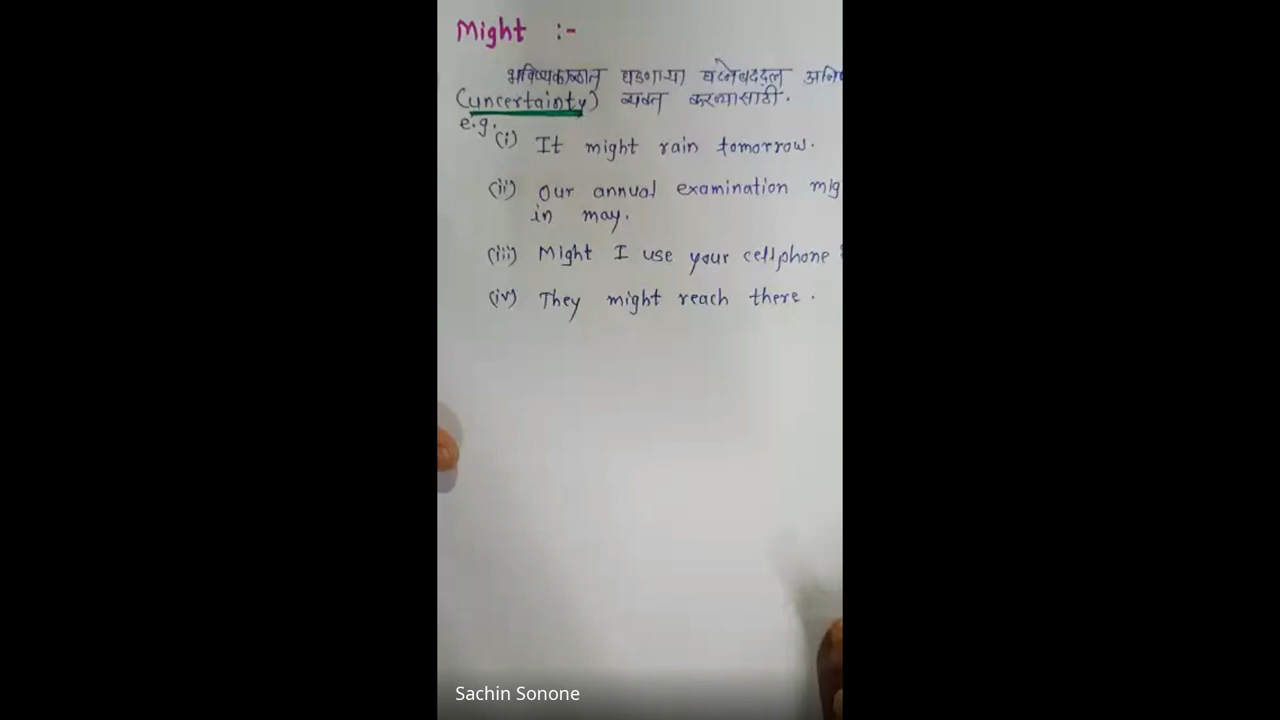 Might :-
भविष्यकाळात घडणाऱ्या घटनेबद्दल
(uncertainty) व्यक्त करण्यासाठी.
e.g.
(i) It might rain tomorrow.
(ii) Our annual examination mig
in may.
(iii) Might I use your cellphone ?
(iv) They might reach there.
Sachin Sonone